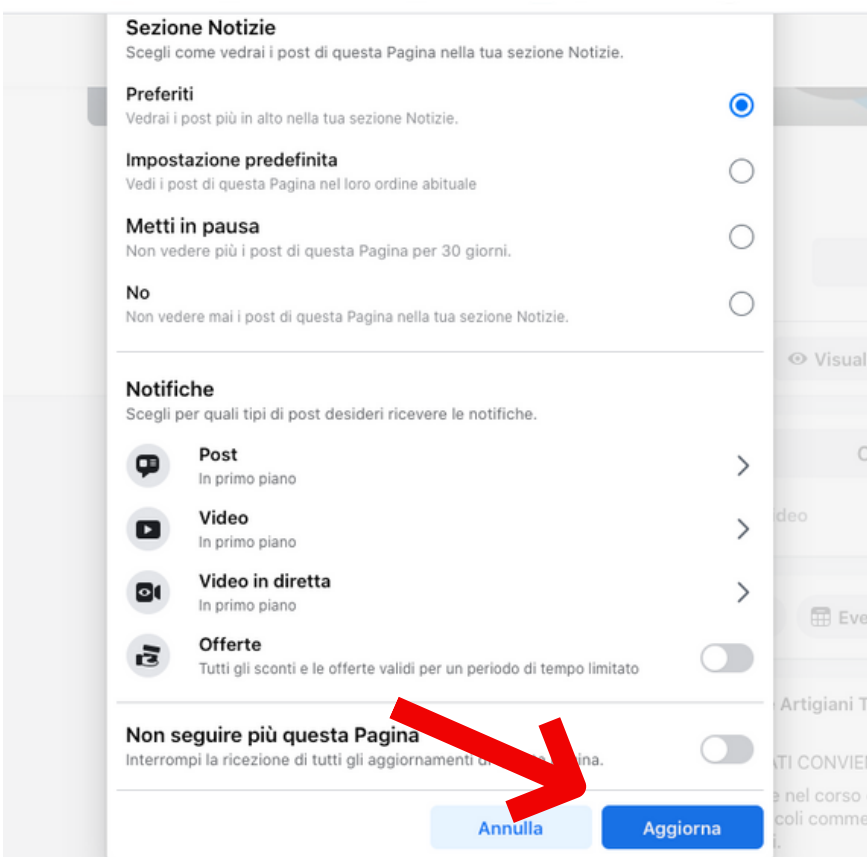 Sezione Notizie
Scegli come vedrai i post di questa Pagina nella tua sezione Notizie.
Preferiti
Vedrai i post più in alto nella tua sezione Notizie.
Impostazione predefinita
Vedi i post di questa Pagina nel loro ordine abituale
Metti in pausa
Non vedere più i post di questa Pagina per 30 giorni.
No
Non vedere mai i post di questa Pagina nella tua sezione Notizie.
Visual
Notifiche
Scegli per quali tipi di post desideri ricevere le notifiche.
Post
In primo piano
Video
In primo piano
deo
Video in diretta
In primo piano
Eve
Offerte
Tutti gli sconti e le offerte validi per un periodo di tempo limitato
Artigiani T
Non seguire più questa Pagina
Interrompi la ricezione di tutti gli aggiornamenti
TI CONVIEN
e nel corso
coli comme
Annulla
Aggiorna